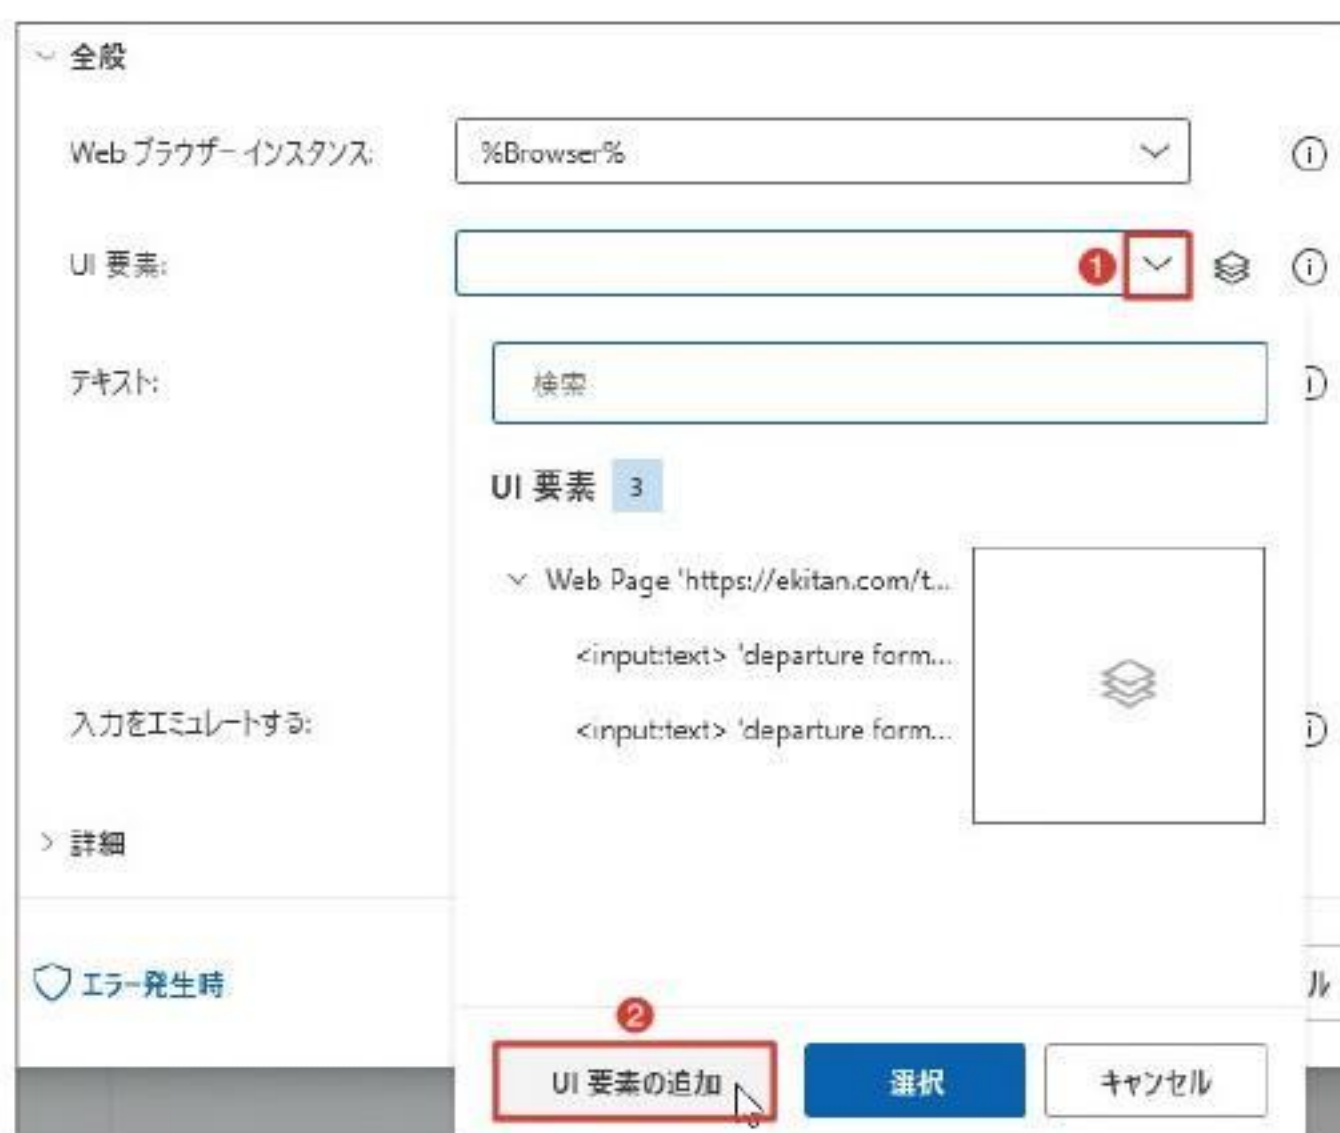 全般
Web ブラウザー インスタンス:
%Browser%
UI 要素:
1
テキスト:
検索
UI 要素 3
Web Page 'https://ekitan.com/t...
<input:text> 'departure form...
<input:text> 'departure form...
入力をエミュレートする:
詳細
エラー発生時
ル
2
UI 要素の追加
選択
キャンセル